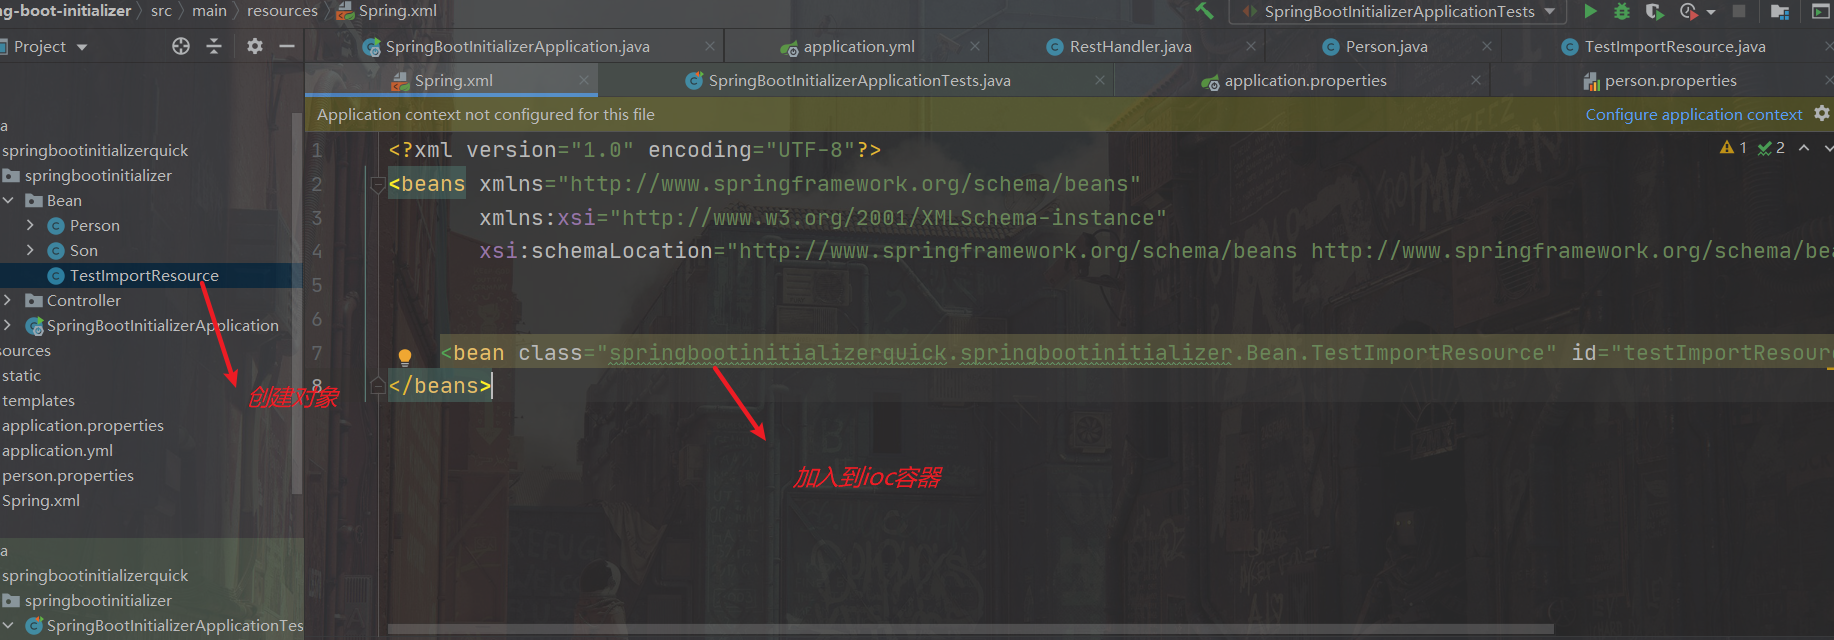 ng-boot-initializer 〉 src 〉 main 〉 resources 〉 Spring.xml
SpringBootInitializerApplicationTests
Project
SpringBootInitializerApplication.java
application.yml
RestHandler.java
Person.java
TestImportResource.java
Spring.xml
SpringBootInitializerApplicationTests.java
application.properties
person.properties
Application context not configured for this file
Configure application context
a
springbootinitializerquick
springbootinitializer
Bean
Person
Son
TestImportResource
Controller
SpringBootInitializerApplication
sources
static
templates
application.properties
application.yml
person.properties
Spring.xml
a
springbootinitializerquick
springbootinitializer
SpringBootInitializerApplicationTes
1 <?xml version="1.0" encoding="UTF-8"?>
1 2
2 <beans xmlns="http://www.springframework.org/schema/beans"
3 xmlns:xsi="http://www.w3.org/2001/XMLSchema-instance"
4 xsi:schemaLocation="http://www.springframework.org/schema/beans http://www.springframework.org/schema/bea
5
6
7 <bean class="springbootinitializerquick.springbootinitializer.Bean.TestImportResource" id="testImportResour
8 </beans>
创建对象
加入到ioc容器